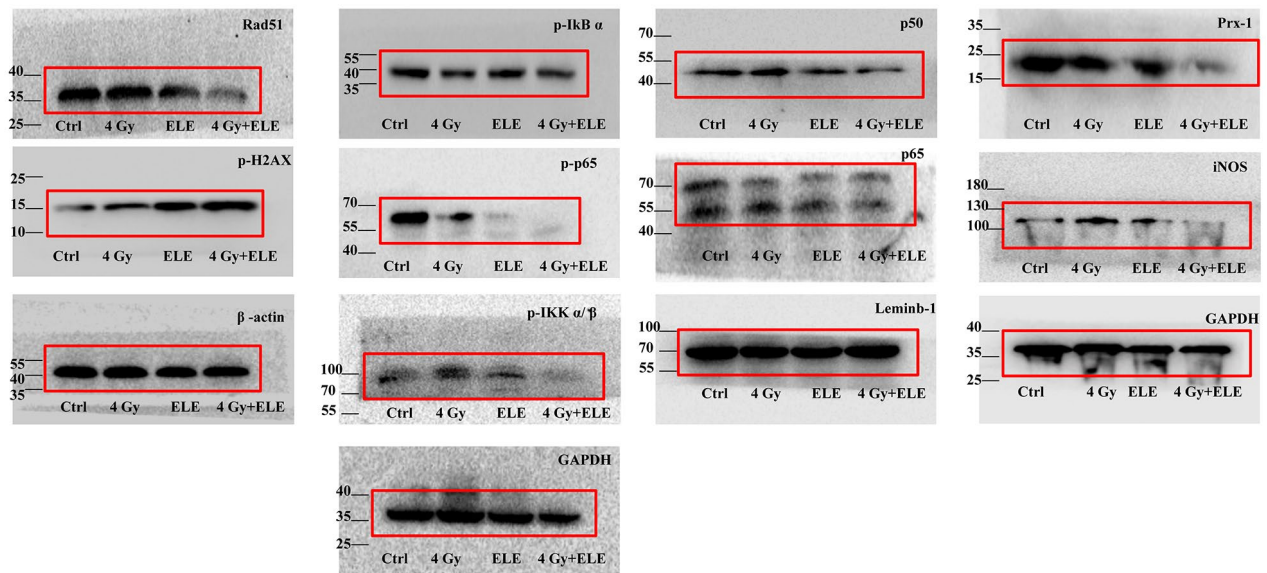 Rad51
40
35
25
Ctrl 4 Gy ELE 4 Gy+ELE
p-IkB α
55
40
35
Ctrl 4 Gy ELE 4 Gy+ELE
p50
70
55
40
Ctrl 4 Gy ELE 4 Gy+ELE
Prx-1
40
25
15
Ctrl 4 Gy ELE 4 Gy+ELE
p-H2AX
25
15
10
Ctrl 4 Gy ELE 4 Gy+ELE
p-p65
70
55
40
Ctrl 4 Gy ELE 4 Gy+ELE
p65
70
55
40
Ctrl 4 Gy ELE 4 Gy+ELE
iNOS
180
130
100
Ctrl 4 Gy ELE 4 Gy+ELE
β -actin
55
40
35
Ctrl 4 Gy ELE 4 Gy+ELE
p-IKK α/ β
100
70
55
Ctrl 4 Gy ELE 4 Gy+ELE
Leminb-1
100
70
55
Ctrl 4 Gy ELE 4 Gy+ELE
GAPDH
40
35
25
Ctrl 4 Gy ELE 4 Gy+ELE
GAPDH
40
35
25
Ctrl 4 Gy ELE 4 Gy+ELE